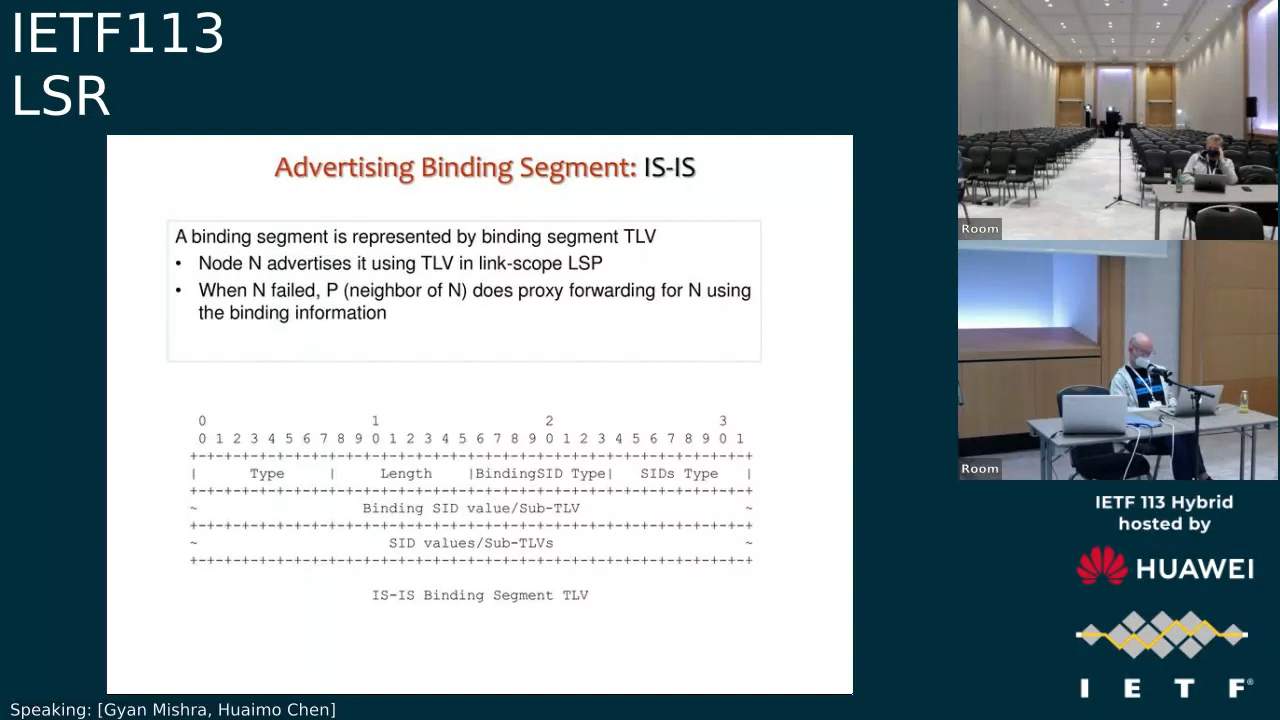 IETF113
LSR
Advertising Binding Segment: IS-IS
A binding segment is represented by binding segment TLV
• Node N advertises it using TLV in link-scope LSP
• When N failed, P (neighbor of N) does proxy forwarding for N using
the binding information
0 1 2 3
0 1 2 3 4 5 6 7 8 9 0 1 2 3 4 5 6 7 8 9 0 1 2 3 4 5 6 7 8 9 0 1
+-+-+-+-+-+-+-+-+-+-+-+-+-+-+-+-+-+-+-+-+-+-+-+-+-+-+-+-+-+-+-+-+
| Type | Length |BindingSID Type| SIDs Type |
+-+-+-+-+-+-+-+-+-+-+-+-+-+-+-+-+-+-+-+-+-+-+-+-+-+-+-+-+-+-+-+-+
~ Binding SID value/Sub-TLV ~
+-+-+-+-+-+-+-+-+-+-+-+-+-+-+-+-+-+-+-+-+-+-+-+-+-+-+-+-+-+-+-+-+
~ SID values/Sub-TLVs ~
+-+-+-+-+-+-+-+-+-+-+-+-+-+-+-+-+-+-+-+-+-+-+-+-+-+-+-+-+-+-+-+-+
IS-IS Binding Segment TLV
Room
Room
IETF 113 Hybrid
hosted by
HUAWEI
I E T F®
Speaking: [Gyan Mishra, Huaimo Chen]